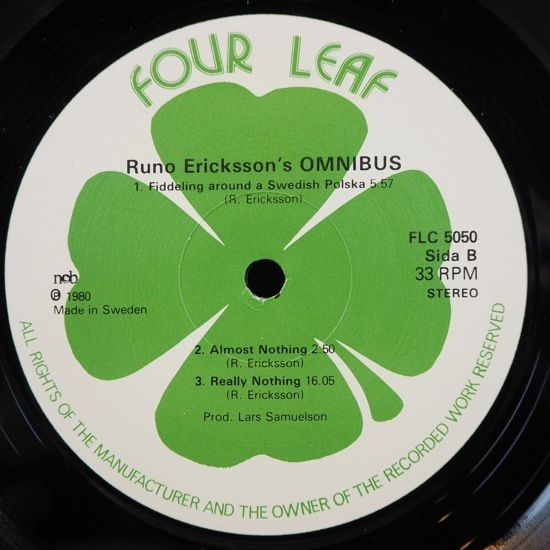 FOUR LEAF
Runo Ericksson's OMNIBUS
1. Fiddeling around a Swedish Polska 5.57
(R. Ericksson)
FLC 5050
Sida B
33 RPM
STEREO
ncb
Ⓟ 1980
Made in Sweden
2. Almost Nothing 2.50
(R. Ericksson)
3. Really Nothing 16.05
(R. Ericksson)
Prod. Lars Samuelson
ALL RIGHTS OF THE MANUFACTURER AND THE OWNER OF THE RECORDED WORK RESERVED